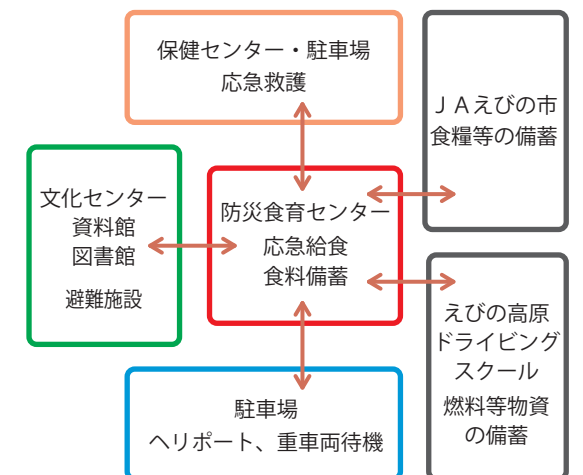 保健センター・駐車場
応急救護
ＪＡえびの市
食糧等の備蓄
文化センター
資料館
図書館
避難施設
防災食育センター
応急給食
食料備蓄
えびの高原
ドライビング
スクール
燃料等物資
の備蓄
駐車場
ヘリポート、重車両待機